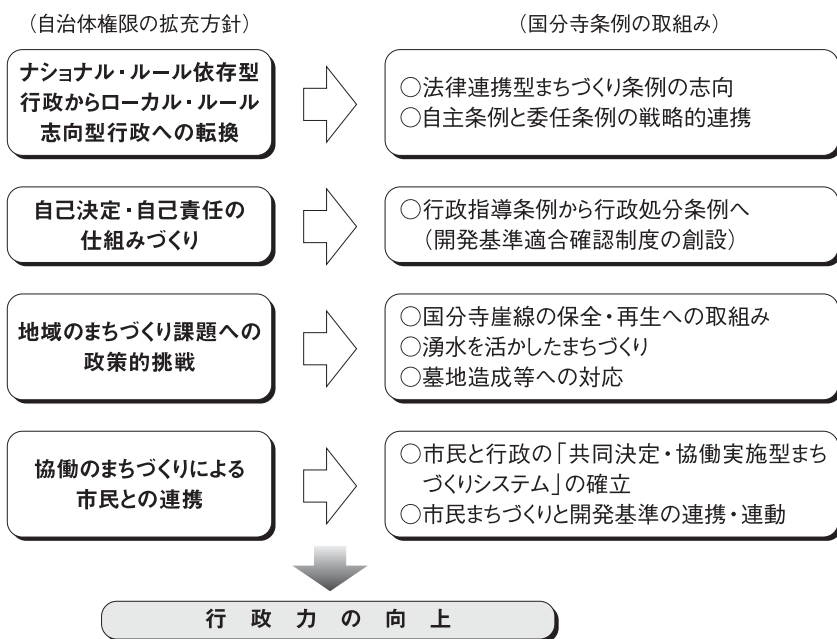 （自治体権限の拡充方針）
（国分寺条例の取組み）
ナショナル・ルール依存型
行政からローカル・ルール
志向型行政への転換
○法律連携型まちづくり条例の志向
○自主条例と委任条例の戦略的連携
自己決定・自己責任の
仕組みづくり
○行政指導条例から行政処分条例へ
（開発基準適合確認制度の創設）
地域のまちづくり課題への
政策的挑戦
○国分寺崖線の保全・再生への取組み
○湧水を活かしたまちづくり
○墓地造成等への対応
協働のまちづくりによる
市民との連携
○市民と行政の「共同決定・協働実施型まち
づくりシステム」の確立
○市民まちづくりと開発基準の連携・連動
行政力の向上